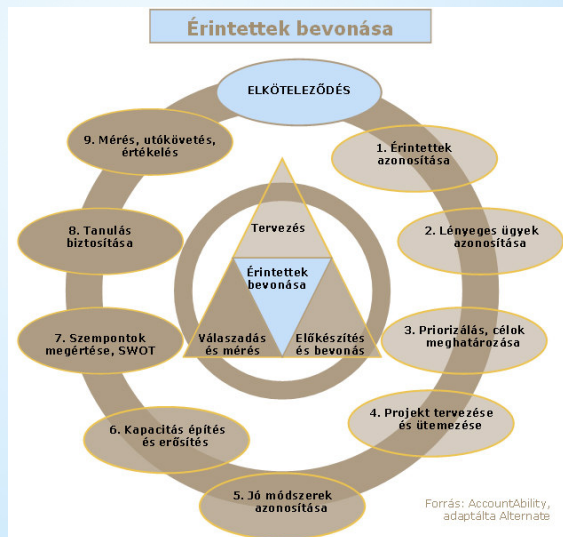 Érintettek bevonása
ELKÖTELEZŐDÉS
1. Érintettek
azonosítása
2. Lényeges ügyek
azonosítása
3. Priorizálás, célok
meghatározása
4. Projekt tervezése
és ütemezése
5. Jó módszerek
azonosítása
6. Kapacitás építés
és erősítés
7. Szempontok
megértése, SWOT
8. Tanulás
biztosítása
9. Mérés, utókövetés,
értékelés
Tervezés
Érintettek
bevonása
Válaszadás
és mérés
Előkészítés
és bevonás
Forrás: AccountAbility,
adaptálta Alternate